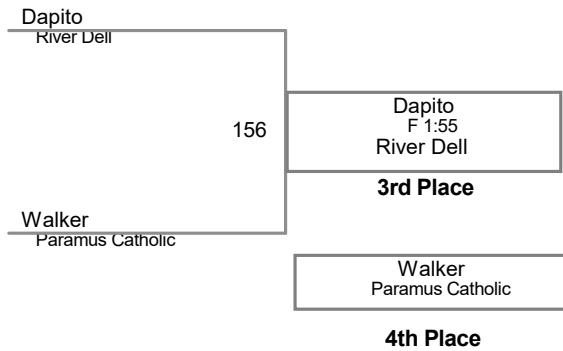 Dapito
River Dell
156
Dapito
F 1:55
River Dell
3rd Place
Walker
Paramus Catholic
Walker
Paramus Catholic
4th Place